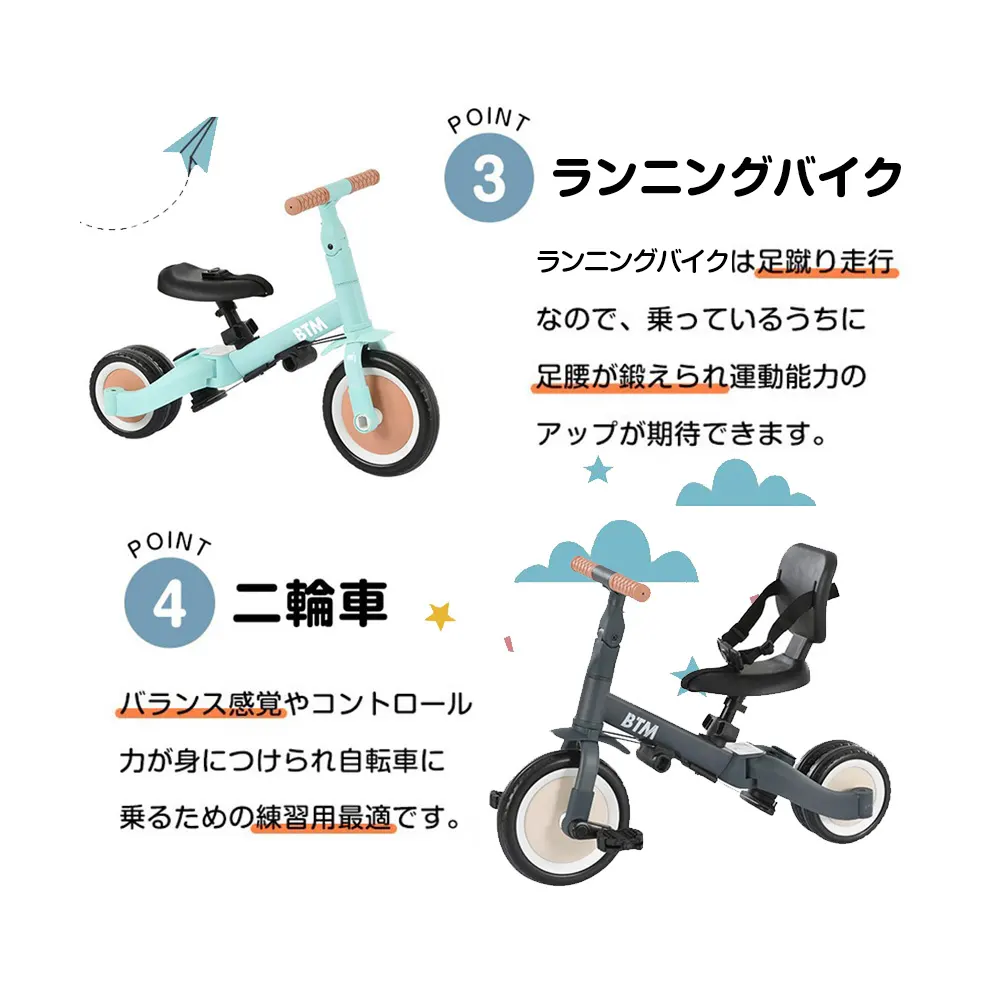 POINT
3 ランニングバイク
ランニングバイクは足蹴り走行
なので、乗っているうちに
足腰が鍛えられ運動能力の
アップが期待できます。
BTM
POINT
4 二輪車
バランス感覚やコントロール
力が身につけられ自転車に
乗るための練習用最適です。
BTM